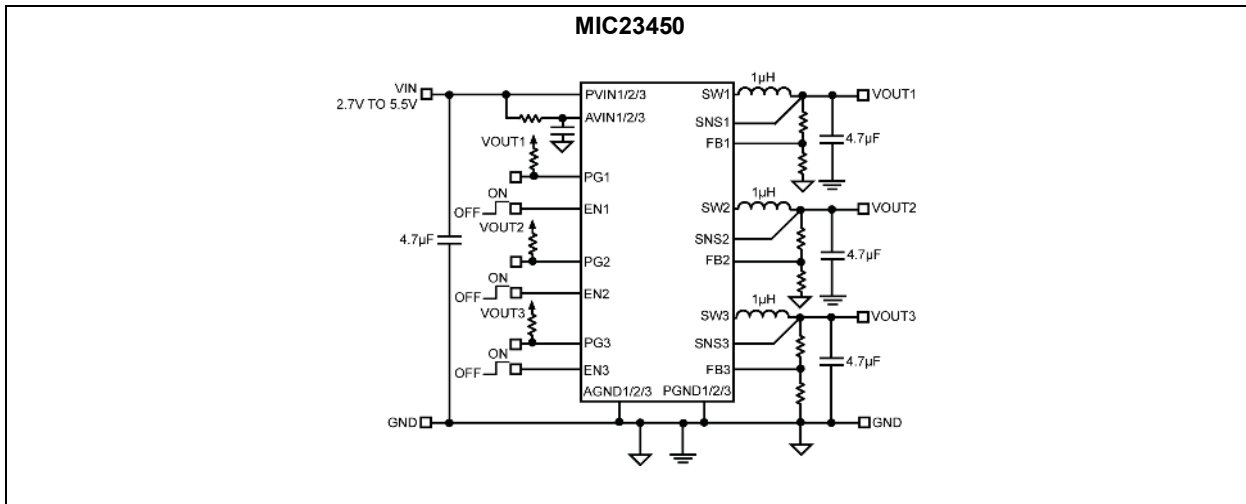 MIC23450
VIN
2.7V TO 5.5V
4.7µF
VOUT1
ON
OFF
VOUT2
ON
OFF
VOUT3
ON
OFF
GND
PVIN1/2/3
AVIN1/2/3
PG1
EN1
PG2
EN2
PG3
EN3
AGND1/2/3
PGND1/2/3
SW1
SNS1
FB1
SW2
SNS2
FB2
SW3
SNS3
FB3
1µH
VOUT1
4.7µF
1µH
VOUT2
4.7µF
1µH
VOUT3
4.7µF
GND